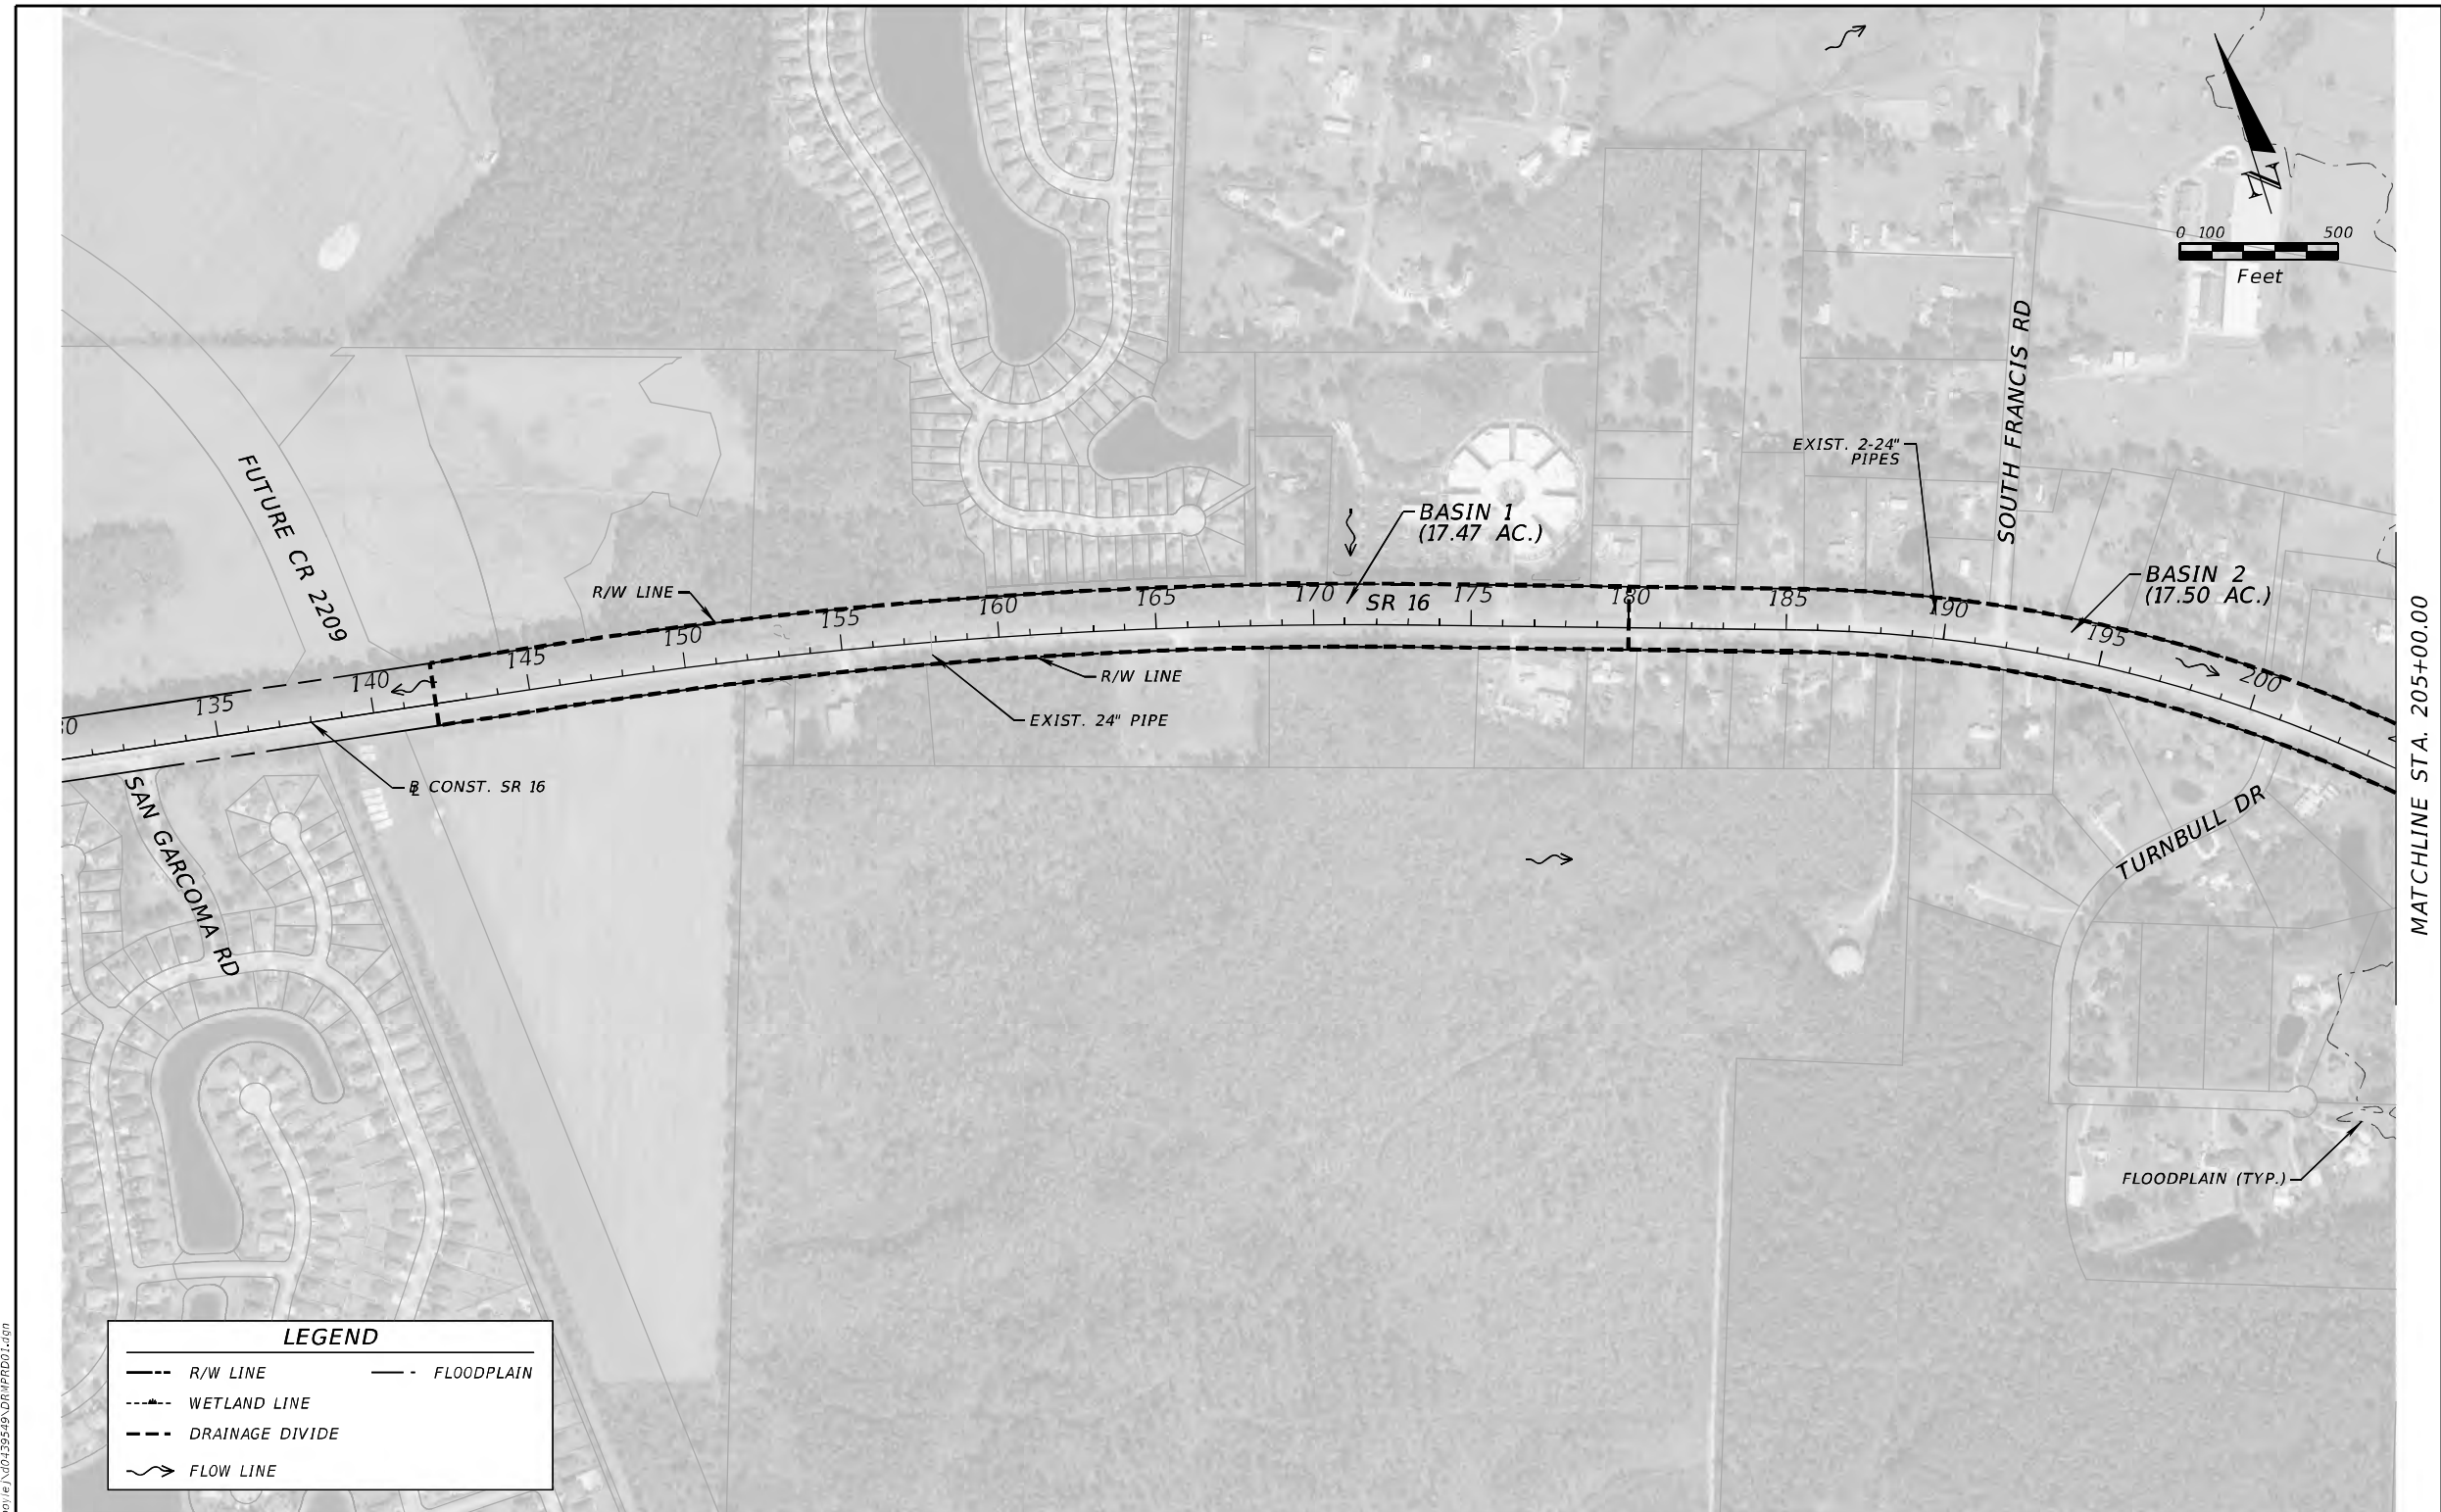 0 100 500
Feet
SOUTH FRANCIS RD
EXIST. 2-24"
PIPES
FUTURE CR 2209
BASIN 1
(17.47 AC.)
BASIN 2
(17.50 AC.)
R/W LINE
SR 16
135
140
145
150
155
160
165
170
175
180
185
190
195
200
R/W LINE
EXIST. 24" PIPE
CONST. SR 16
SAN GARCOMA RD
TURNBULL DR
MATCHLINE STA. 205+00.00
FLOODPLAIN (TYP.)
LEGEND
R/W LINE
FLOODPLAIN
WETLAND LINE
DRAINAGE DIVIDE
FLOW LINE